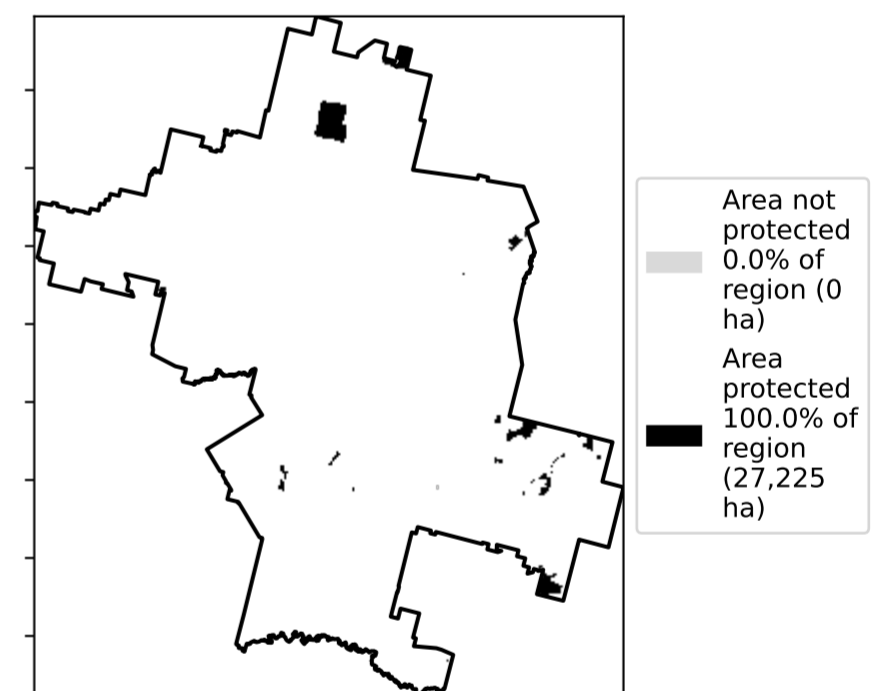 Area not
protected
0.0% of
region (0
ha)
Area
protected
100.0% of
region
(27,225
ha)